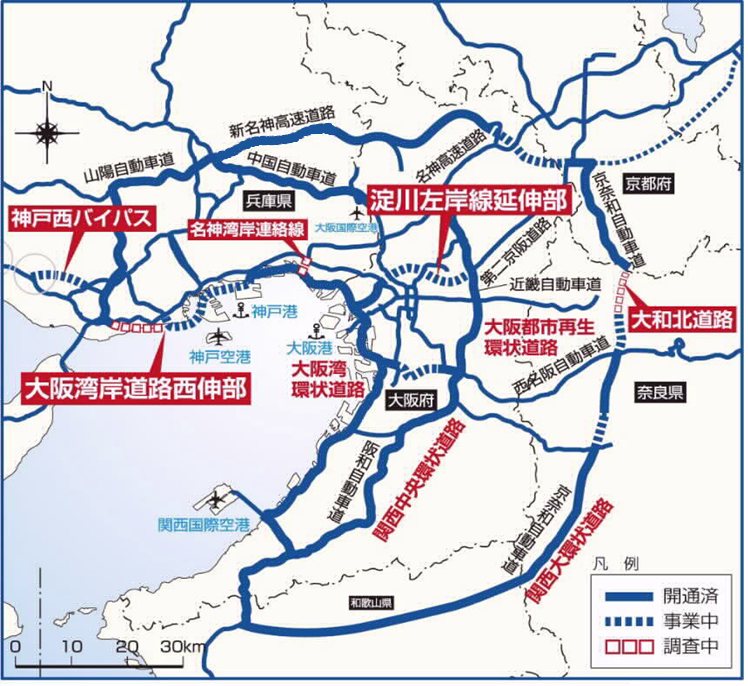 N
新名神高速道路
山陽自動車道
中国自動車道
名神高速道路
兵庫県
京都府
京奈和自動車道
神戸西バイパス
名神湾岸連絡線
大阪国際空港
淀川左岸線延伸部
第二京阪道路
近畿自動車道
神戸港
神戸空港
大阪港
大阪都市再生
環状道路
大和北道路
大阪湾岸道路西伸部
大阪湾
環状道路
西名阪自動車道
大阪府
奈良県
阪和自動車道
関西中央環状道路
関西国際空港
京奈和自動車道
関西大環状道路
和歌山県
凡 例
開通済
事業中
調査中
0 10 20 30km